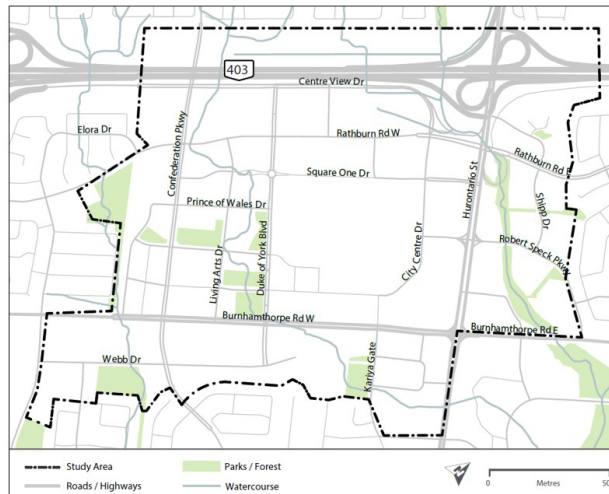 403
Centre View Dr
Elora Dr
Confederation Pkwy
Rathburn Rd W
Hurontario St
Rathburn Rd E
Square One Dr
Shipp Dr
Prince of Wales Dr
Living Arts Dr
Duke of York Blvd
City Centre Dr
Robert Speck Pkwy
Burnhamthorpe Rd W
Burnhamthorpe Rd E
Webb Dr
Kariya Gate
Study Area
Parks / Forest
Roads / Highways
Watercourse
0
Metres